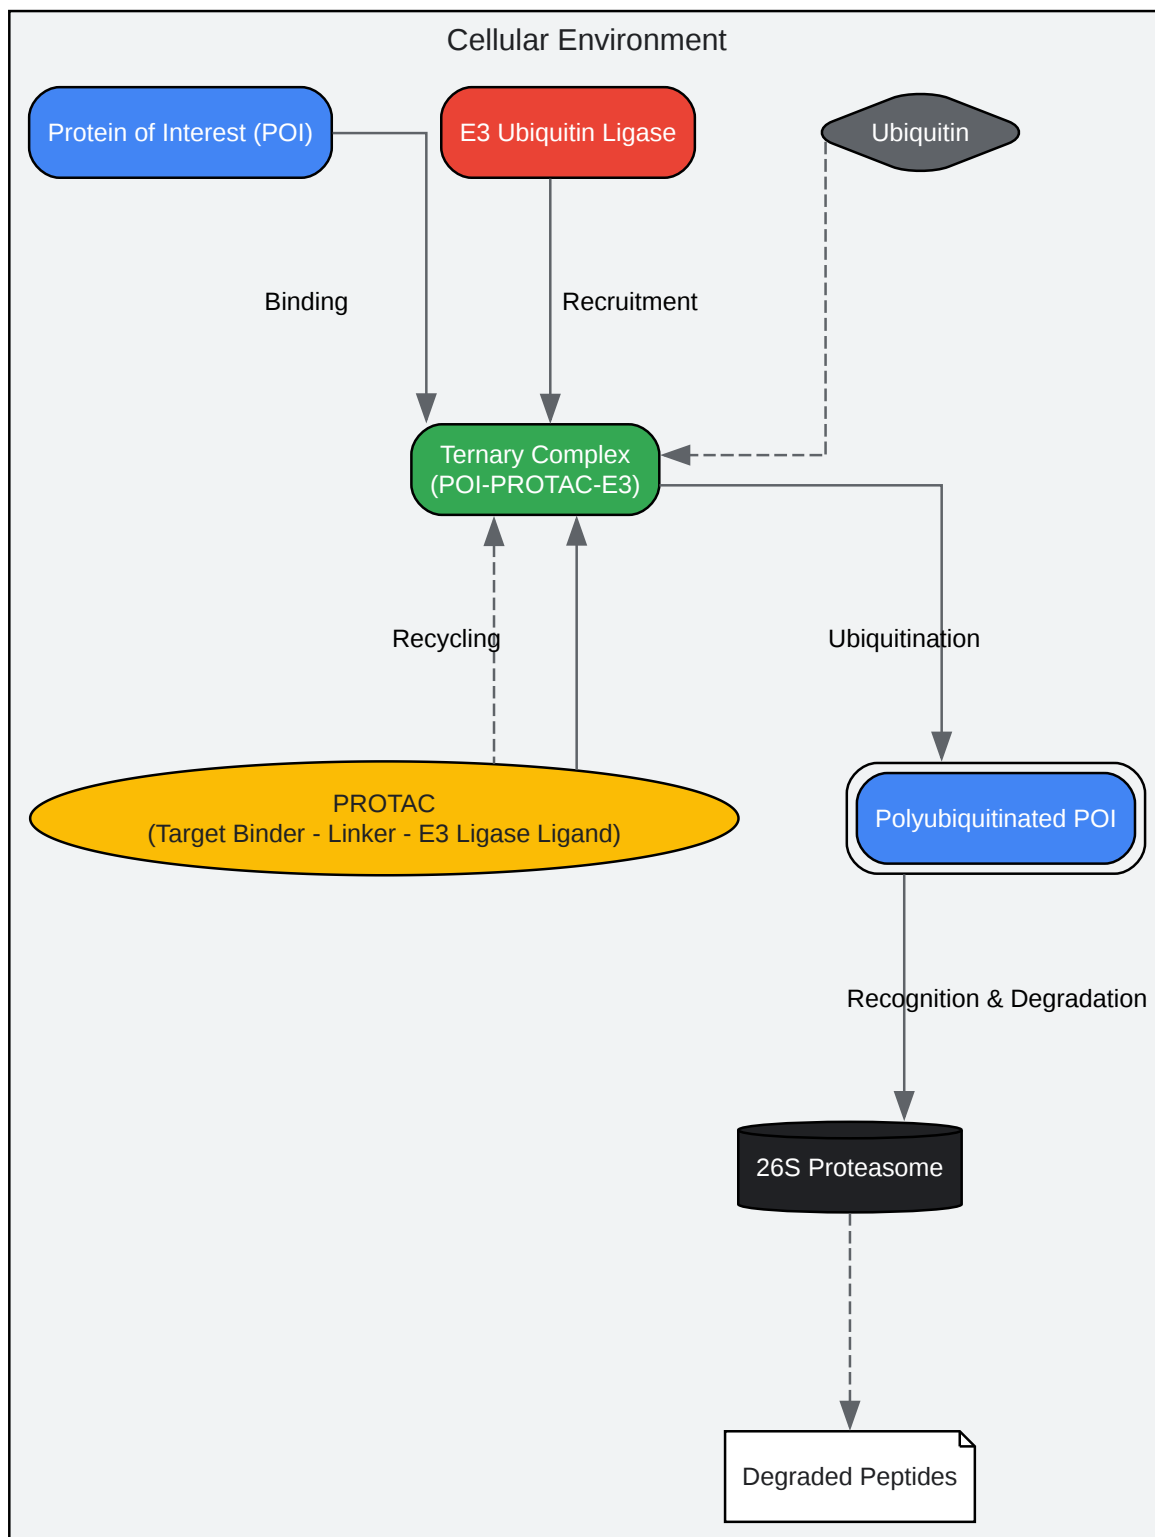 Cellular Environment
Protein of Interest (POI)
E3 Ubiquitin Ligase
Ubiquitin
Binding
Recruitment
Ternary Complex
(POI-PROTAC-E3)
Recycling
Ubiquitination
PROTAC
(Target Binder - Linker - E3 Ligase Ligand)
Polyubiquitinated POI
Recognition & Degradation
26S Proteasome
Degraded Peptides